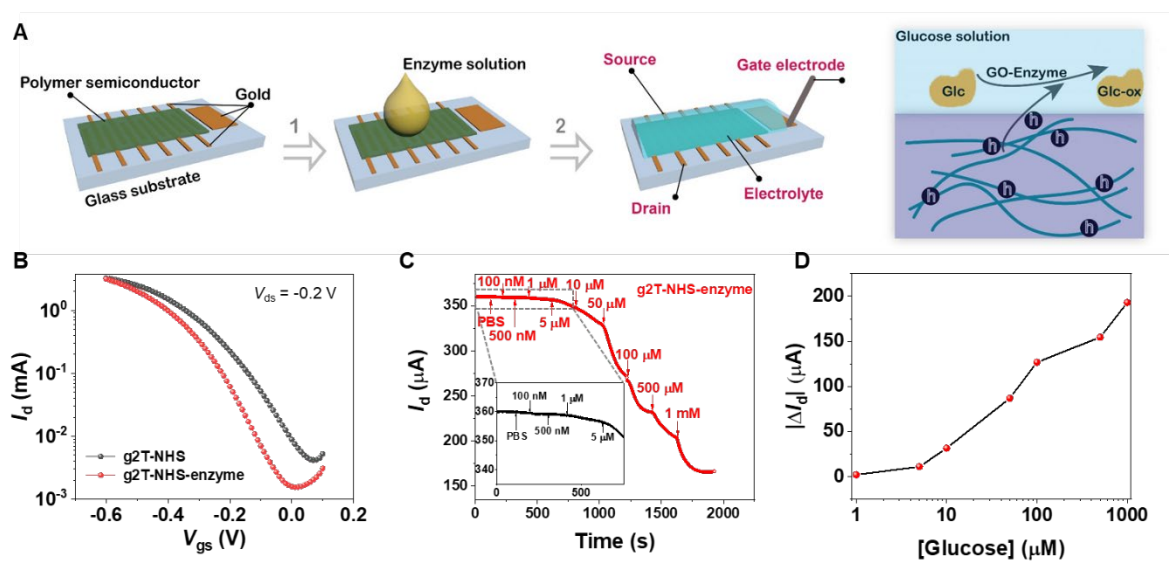 A
Polymer semiconductor
Gold
Glass substrate
1
Enzyme solution
2
Source
Gate electrode
Drain
Electrolyte
Glucose solution
GO-Enzyme
Glc
Glc-ox
h
h
h
h
h
h
B
V_ds = -0.2 V
I_d (mA)
10⁰
10⁻¹
10⁻²
10⁻³
g2T-NHS
g2T-NHS-enzyme
-0.6 -0.4 -0.2 0.0 0.2
V_gs (V)
C
g2T-NHS-enzyme
100 nM
1 μM
10 μM
50 μM
PBS
500 nM
5 μM
100 μM
500 μM
1 mM
I_d (μA)
350
300
250
200
150
370
360
350
340
100 nM
1 μM
PBS
500 nM
5 μM
0 500
0 500 1000 1500 2000
Time (s)
D
|ΔI_d| (μA)
200
150
100
50
0
1 10 100 1000
[Glucose] (μM)